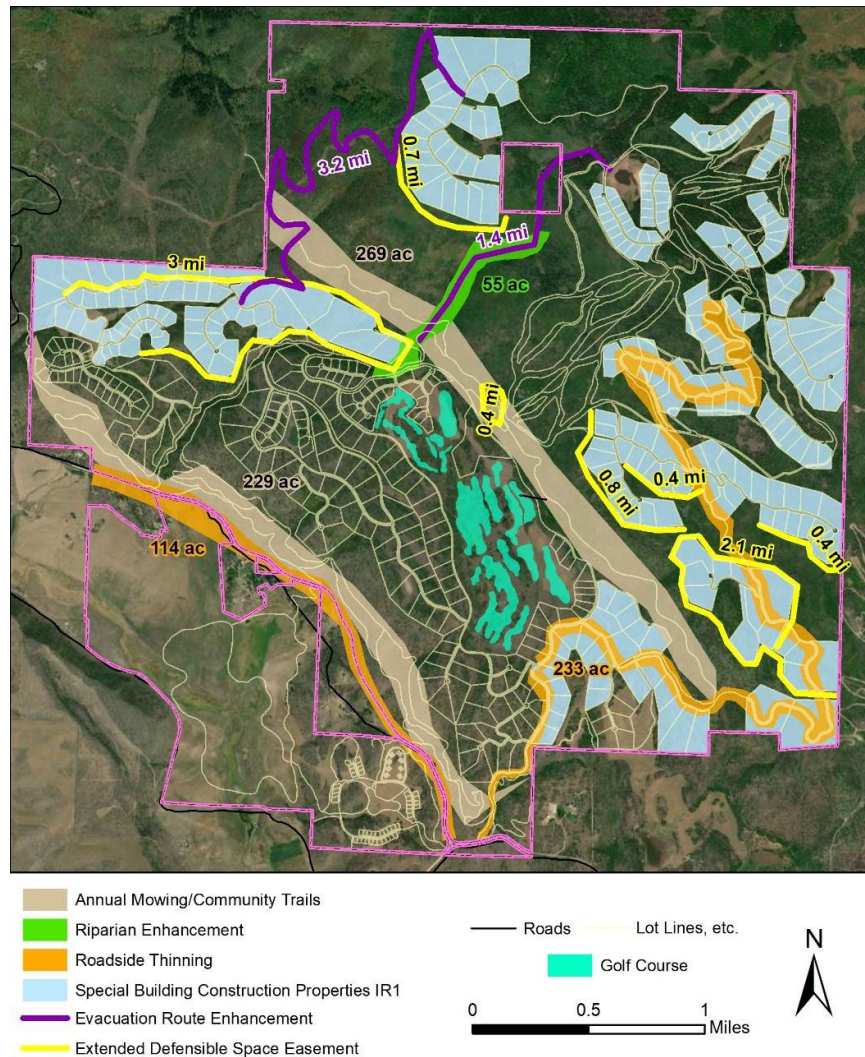 3.2 mi
0.7 mi
1.4 mi
269 ac
55 ac
3 mi
0.4 mi
229 ac
0.4 mi
0.8 mi
114 ac
2.1 mi
0.4 mi
233 ac
Annual Mowing/Community Trails
Riparian Enhancement
Roadside Thinning
Special Building Construction Properties IR1
Evacuation Route Enhancement
Extended Defensible Space Easement
Roads
Lot Lines, etc.
Golf Course
0 0.5 1
Miles
N